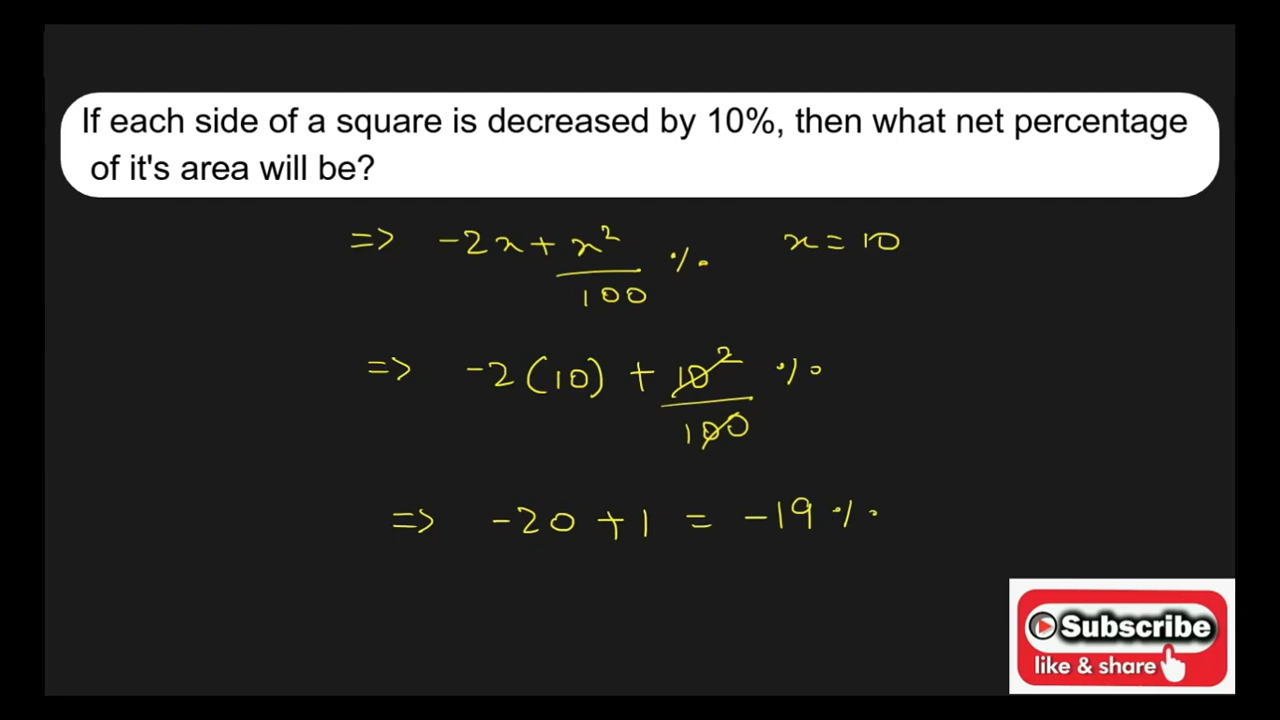 If each side of a square is decreased by 10%, then what net percentage
of it's area will be?
=> -2x + x²/100 % x = 10
=> -2(10) + 10²/100 %
=> -20 + 1 = -19 %
Subscribe
like & share